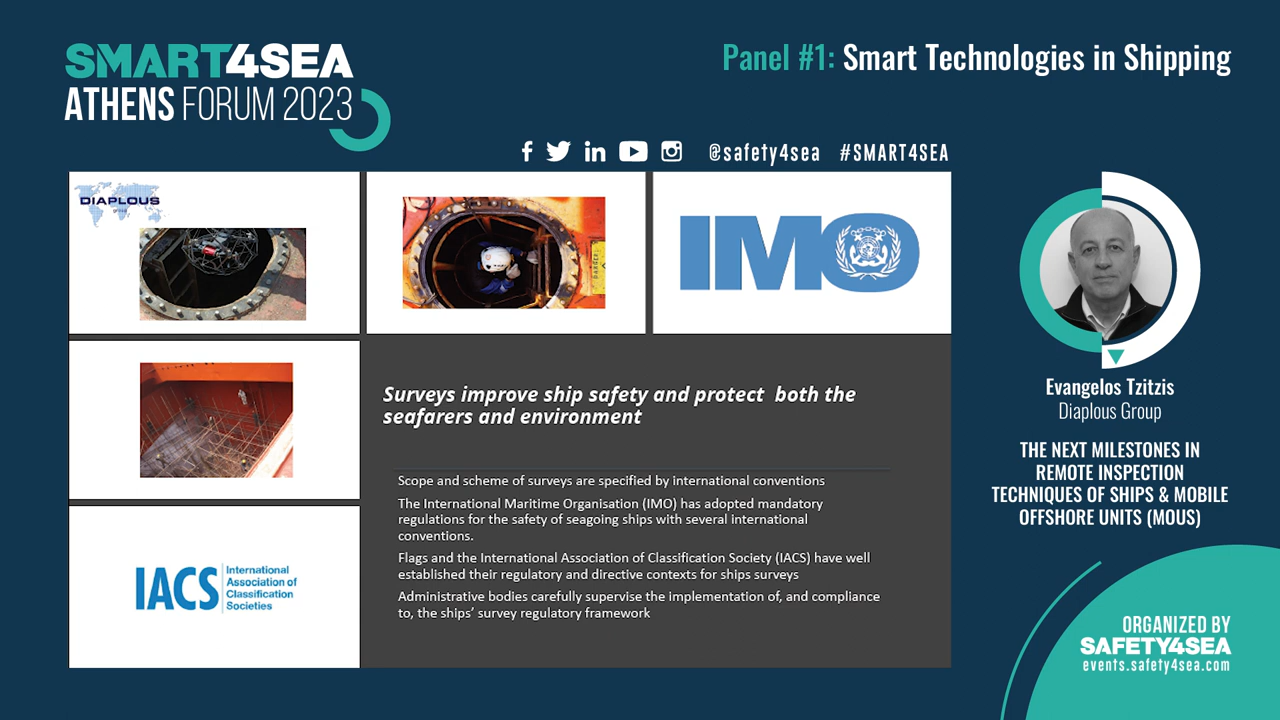 SMART4SEA
ATHENS FORUM 2023
Panel #1: Smart Technologies in Shipping
@safety4sea #SMART4SEA
DIAPLOUS
group
DANGER
IMO
Surveys improve ship safety and protect both the
seafarers and environment
Scope and scheme of surveys are specified by international conventions
The International Maritime Organisation (IMO) has adopted mandatory
regulations for the safety of seagoing ships with several international
conventions.
Flags and the International Association of Classification Society (IACS) have well
established their regulatory and directive contexts for ships surveys
Administrative bodies carefully supervise the implementation of, and compliance
to, the ships' survey regulatory framework
IACS
International
Association of
Classification
Societies
Evangelos Tzitzis
Diaplous Group
THE NEXT MILESTONES IN
REMOTE INSPECTION
TECHNIQUES OF SHIPS & MOBILE
OFFSHORE UNITS (MOUS)
ORGANIZED BY
SAFETY4SEA
events.safety4sea.com